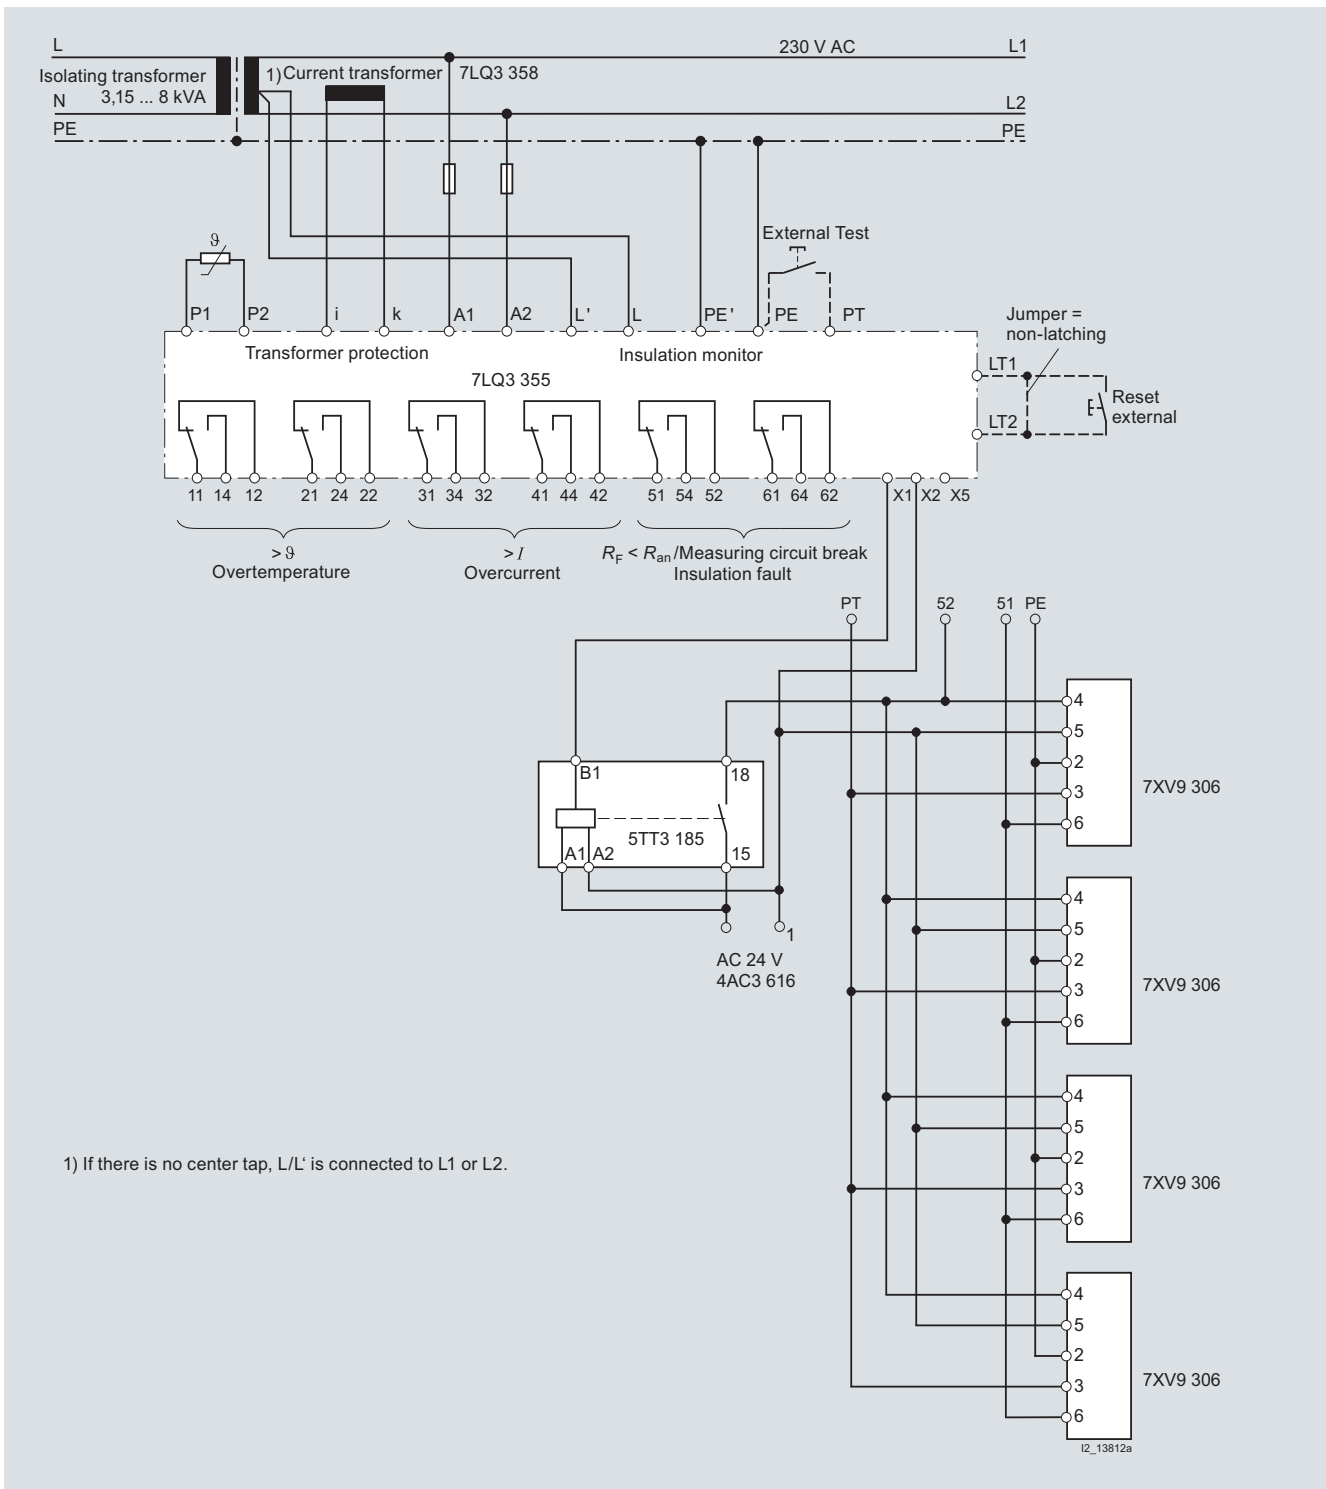 L
230 V AC
L1
Isolating transformer
3,15 ... 8 kVA
1) Current transformer
7LQ3 358
N
L2
PE
PE
ϑ
External Test
P1
P2
i
k
A1
A2
L'
L
PE'
PE
PT
Jumper =
non-latching
Transformer protection
Insulation monitor
7LQ3 355
LT1
LT2
Reset
external
11 14 12
21 24 22
31 34 32
41 44 42
51 54 52
61 64 62
X1 X2 X5
> ϑ
Overtemperature
> I
Overcurrent
RF < Ran/Measuring circuit break
Insulation fault
PT
52
51 PE
4
5
2
3
6
7XV9 306
B1
18
5TT3 185
A1 A2
15
1
AC 24 V
4AC3 616
4
5
2
3
6
7XV9 306
4
5
2
3
6
7XV9 306
1) If there is no center tap, L/L‘ is connected to L1 or L2.
4
5
2
3
6
7XV9 306
I2_13812a